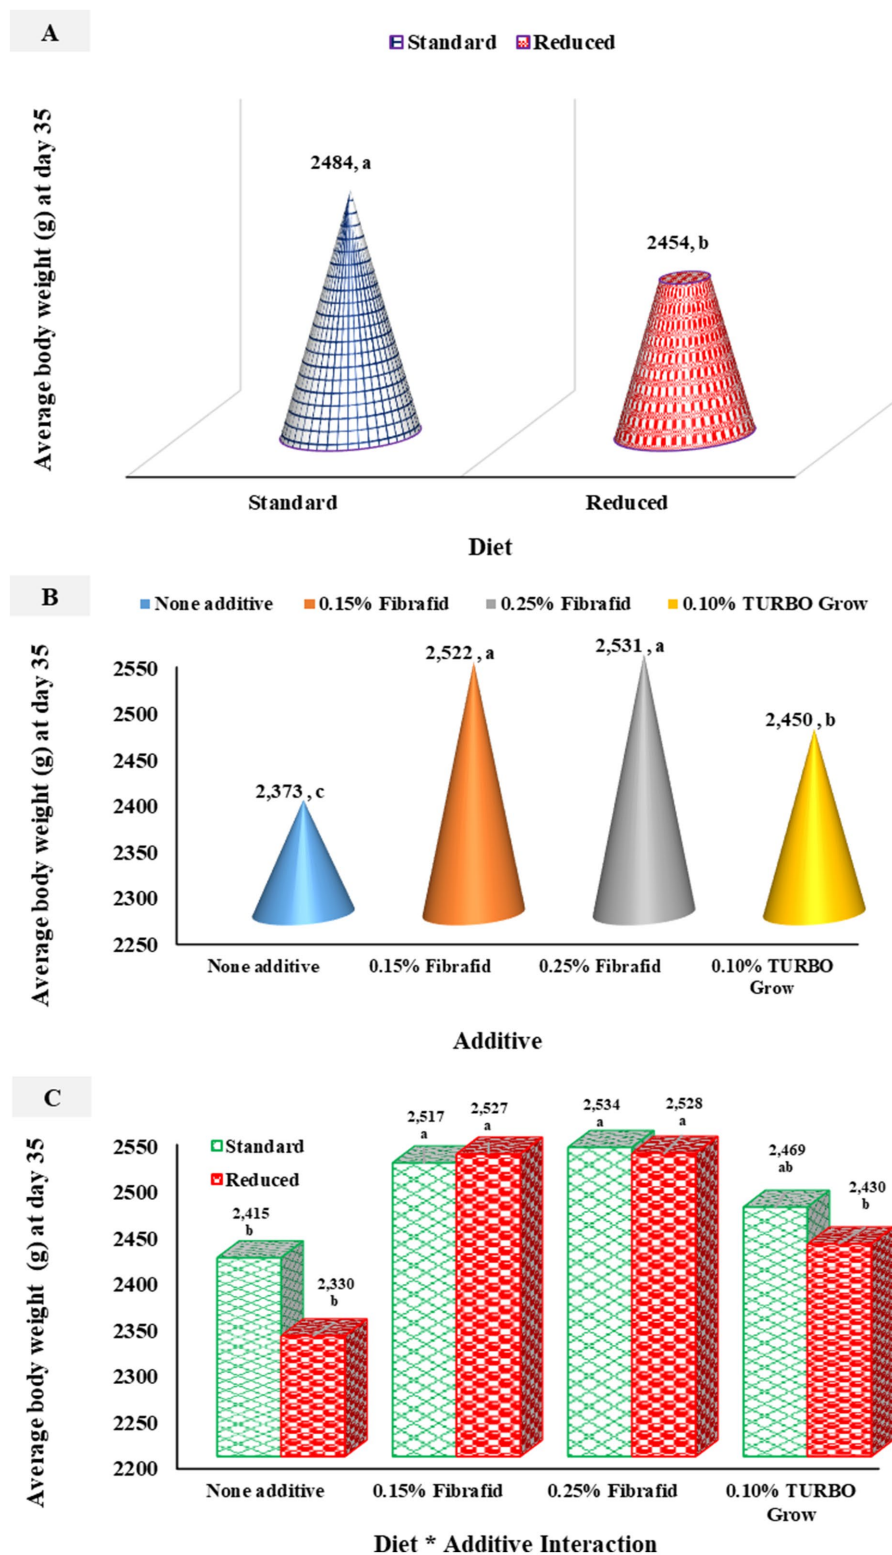 A
Standard Reduced
Average body weight (g) at day 35
2484, a
2454, b
Standard Reduced
Diet
B
None additive 0.15% Fibrafid 0.25% Fibrafid 0.10% TURBO Grow
Average body weight (g) at day 35
2550
2500
2450
2400
2350
2300
2250
2,373 , c
2,522 , a
2,531 , a
2,450 , b
None additive 0.15% Fibrafid 0.25% Fibrafid 0.10% TURBO
Grow
Additive
C
Average body weight (g) at day 35
Standard
Reduced
2550
2500
2450
2400
2350
2300
2250
2200
2,415
b
2,330
b
2,517
a
2,527
a
2,534
a
2,528
a
2,469
ab
2,430
b
None additive 0.15% Fibrafid 0.25% Fibrafid 0.10% TURBO
Grow
Diet * Additive Interaction